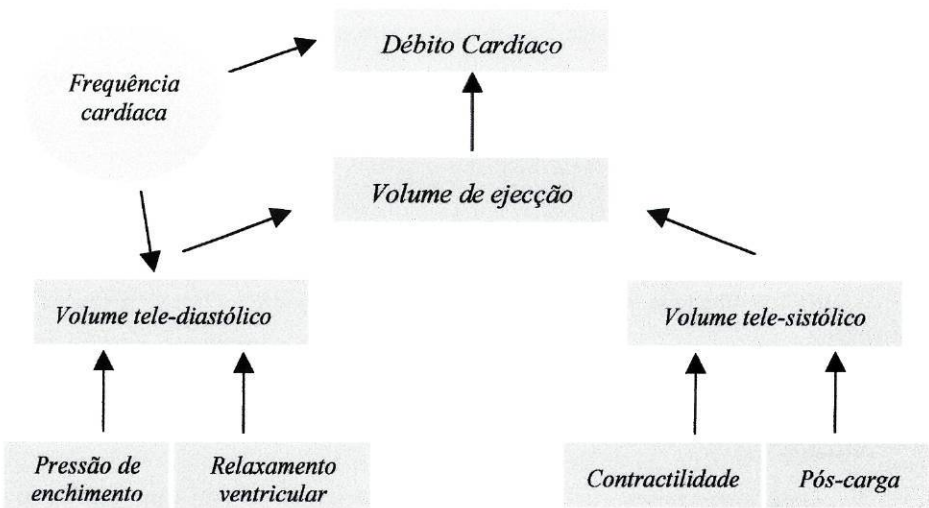 Débito Cardíaco
Frequência
cardíaca
Volume de ejecção
Volume tele-diastólico
Volume tele-sistólico
Pressão de
enchimento
Relaxamento
ventricular
Contractilidade
Pós-carga